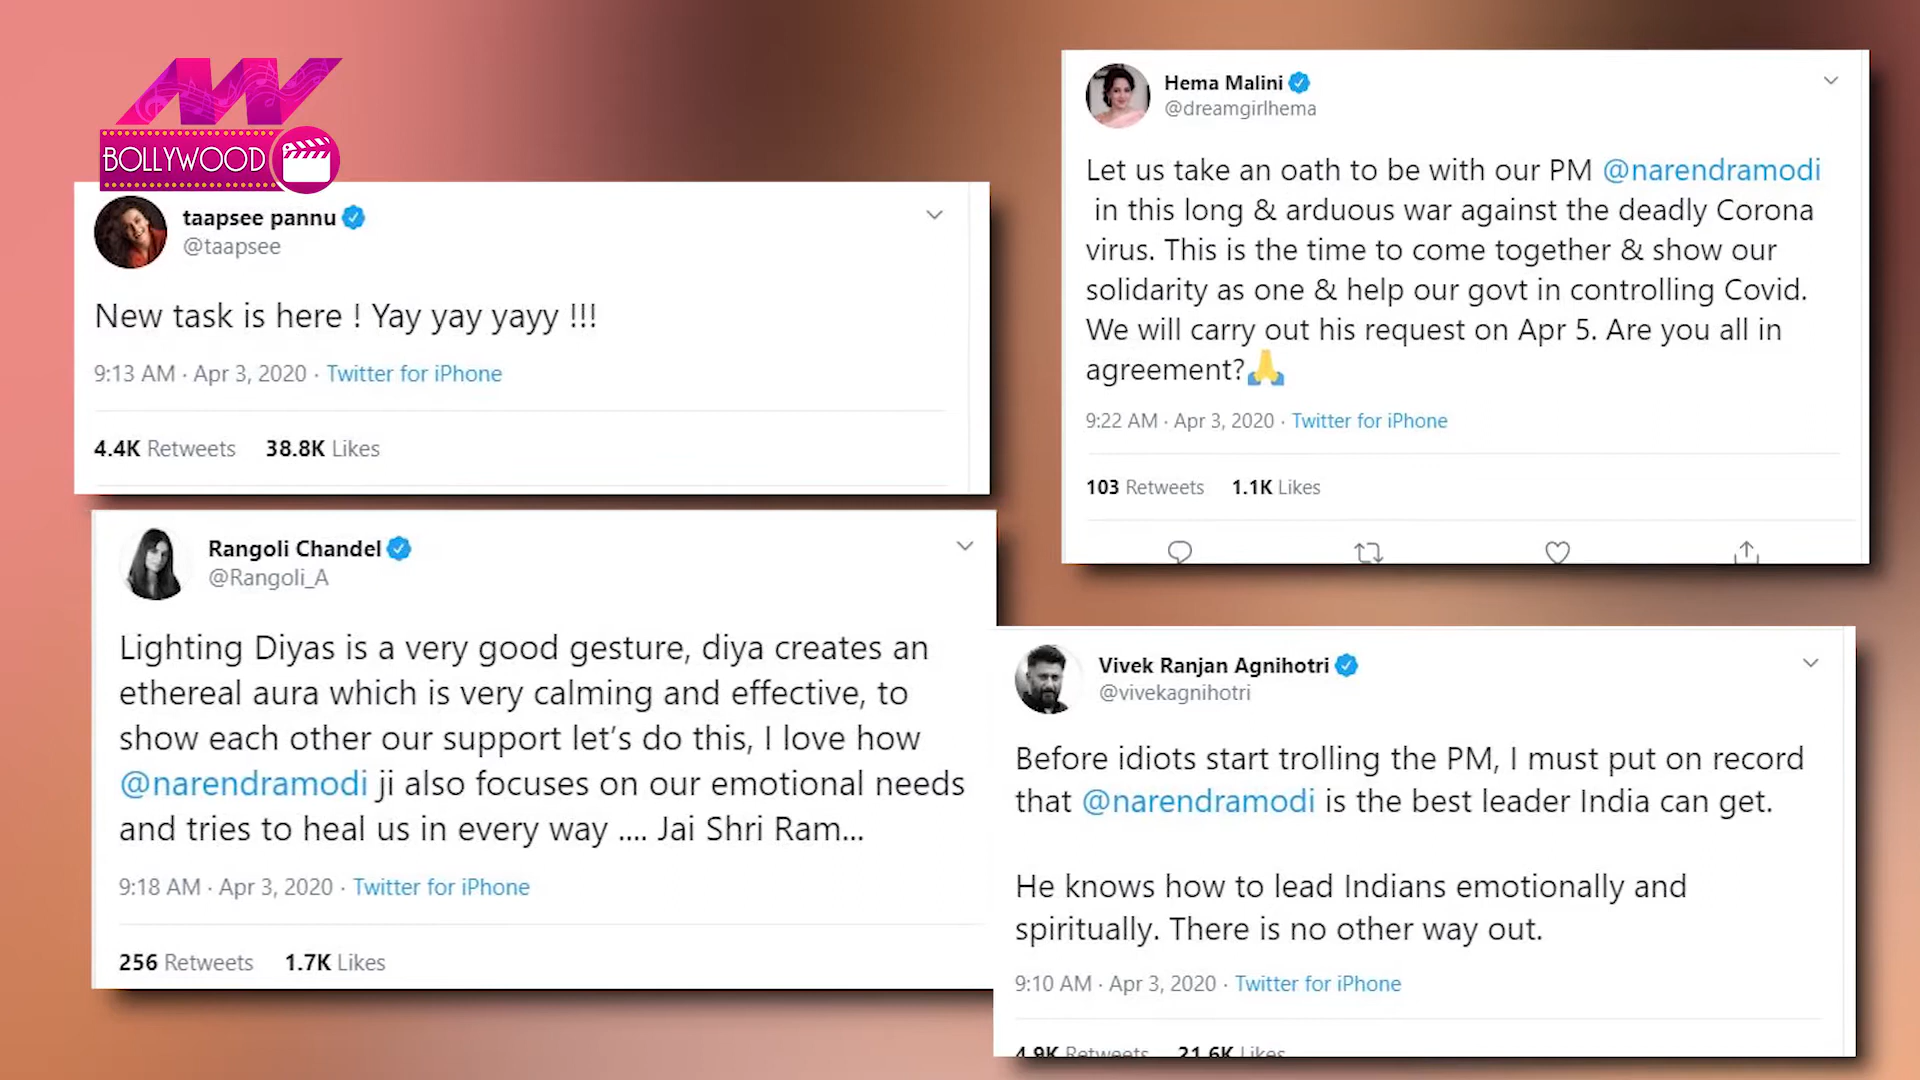 BOLLYWOOD
taapsee pannu
@taapsee
New task is here ! Yay yay yayy !!!
9:13 AM · Apr 3, 2020 · Twitter for iPhone
4.4K Retweets 38.8K Likes
Rangoli Chandel
@Rangoli_A
Lighting Diyas is a very good gesture, diya creates an
ethereal aura which is very calming and effective, to
show each other our support let’s do this, I love how
@narendramodi ji also focuses on our emotional needs
and tries to heal us in every way .... Jai Shri Ram...
9:18 AM · Apr 3, 2020 · Twitter for iPhone
256 Retweets 1.7K Likes
Hema Malini
@dreamgirlhema
Let us take an oath to be with our PM @narendramodi
in this long & arduous war against the deadly Corona
virus. This is the time to come together & show our
solidarity as one & help our govt in controlling Covid.
We will carry out his request on Apr 5. Are you all in
agreement?🙏
9:22 AM · Apr 3, 2020 · Twitter for iPhone
103 Retweets 1.1K Likes
Vivek Ranjan Agnihotri
@vivekagnihotri
Before idiots start trolling the PM, I must put on record
that @narendramodi is the best leader India can get.
He knows how to lead Indians emotionally and
spiritually. There is no other way out.
9:10 AM · Apr 3, 2020 · Twitter for iPhone
4.9K Retweets 21.6K Likes